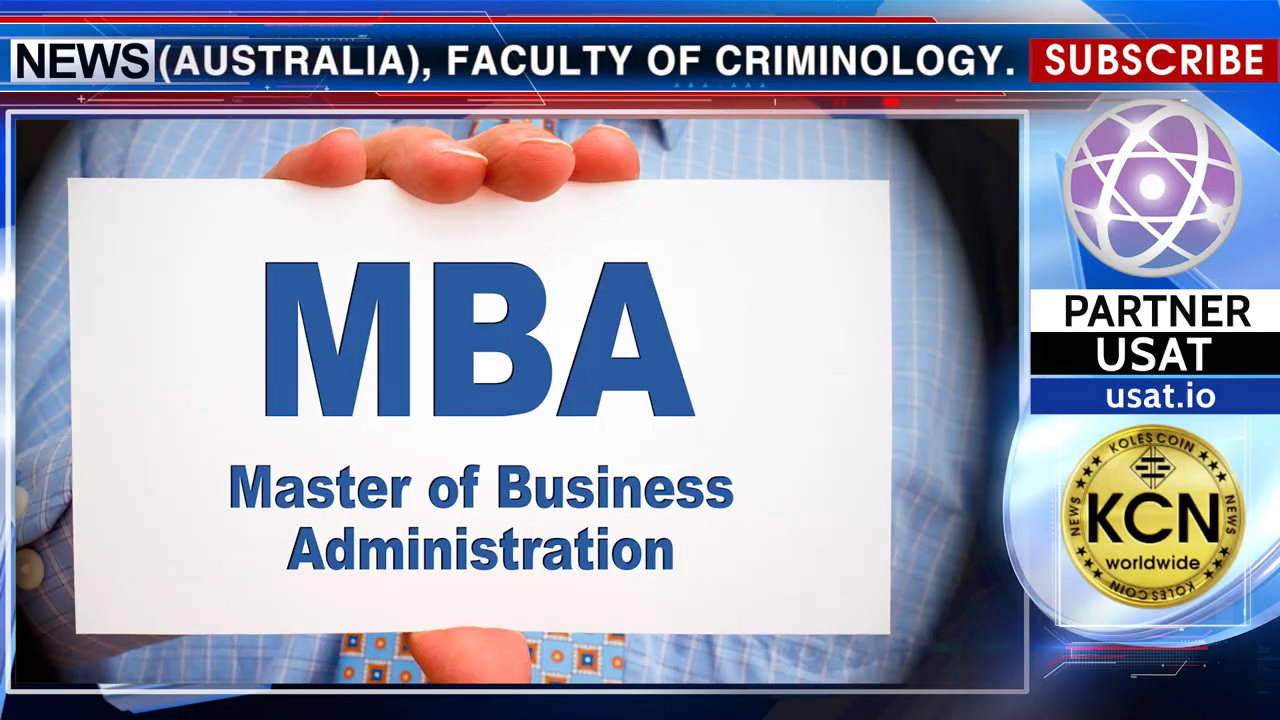 NEWS (AUSTRALIA), FACULTY OF CRIMINOLOGY. SUBSCRIBE
MBA
Master of Business
Administration
PARTNER
USAT
usat.io
KOLES COIN
NEWS
KCN
NEWS
worldwide
KOLES COIN